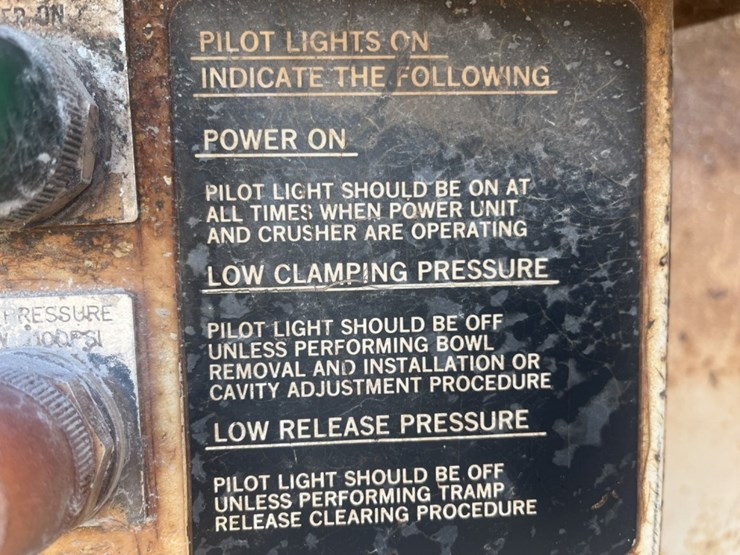 PILOT LIGHTS ON
INDICATE THE FOLLOWING
POWER ON
PILOT LIGHT SHOULD BE ON AT
ALL TIMES WHEN POWER UNIT
AND CRUSHER ARE OPERATING
LOW CLAMPING PRESSURE
PILOT LIGHT SHOULD BE OFF
UNLESS PERFORMING BOWL
REMOVAL AND INSTALLATION OR
CAVITY ADJUSTMENT PROCEDURE
LOW RELEASE PRESSURE
PILOT LIGHT SHOULD BE OFF
UNLESS PERFORMING TRAMP
RELEASE CLEARING PROCEDURE
ON
PRESSURE